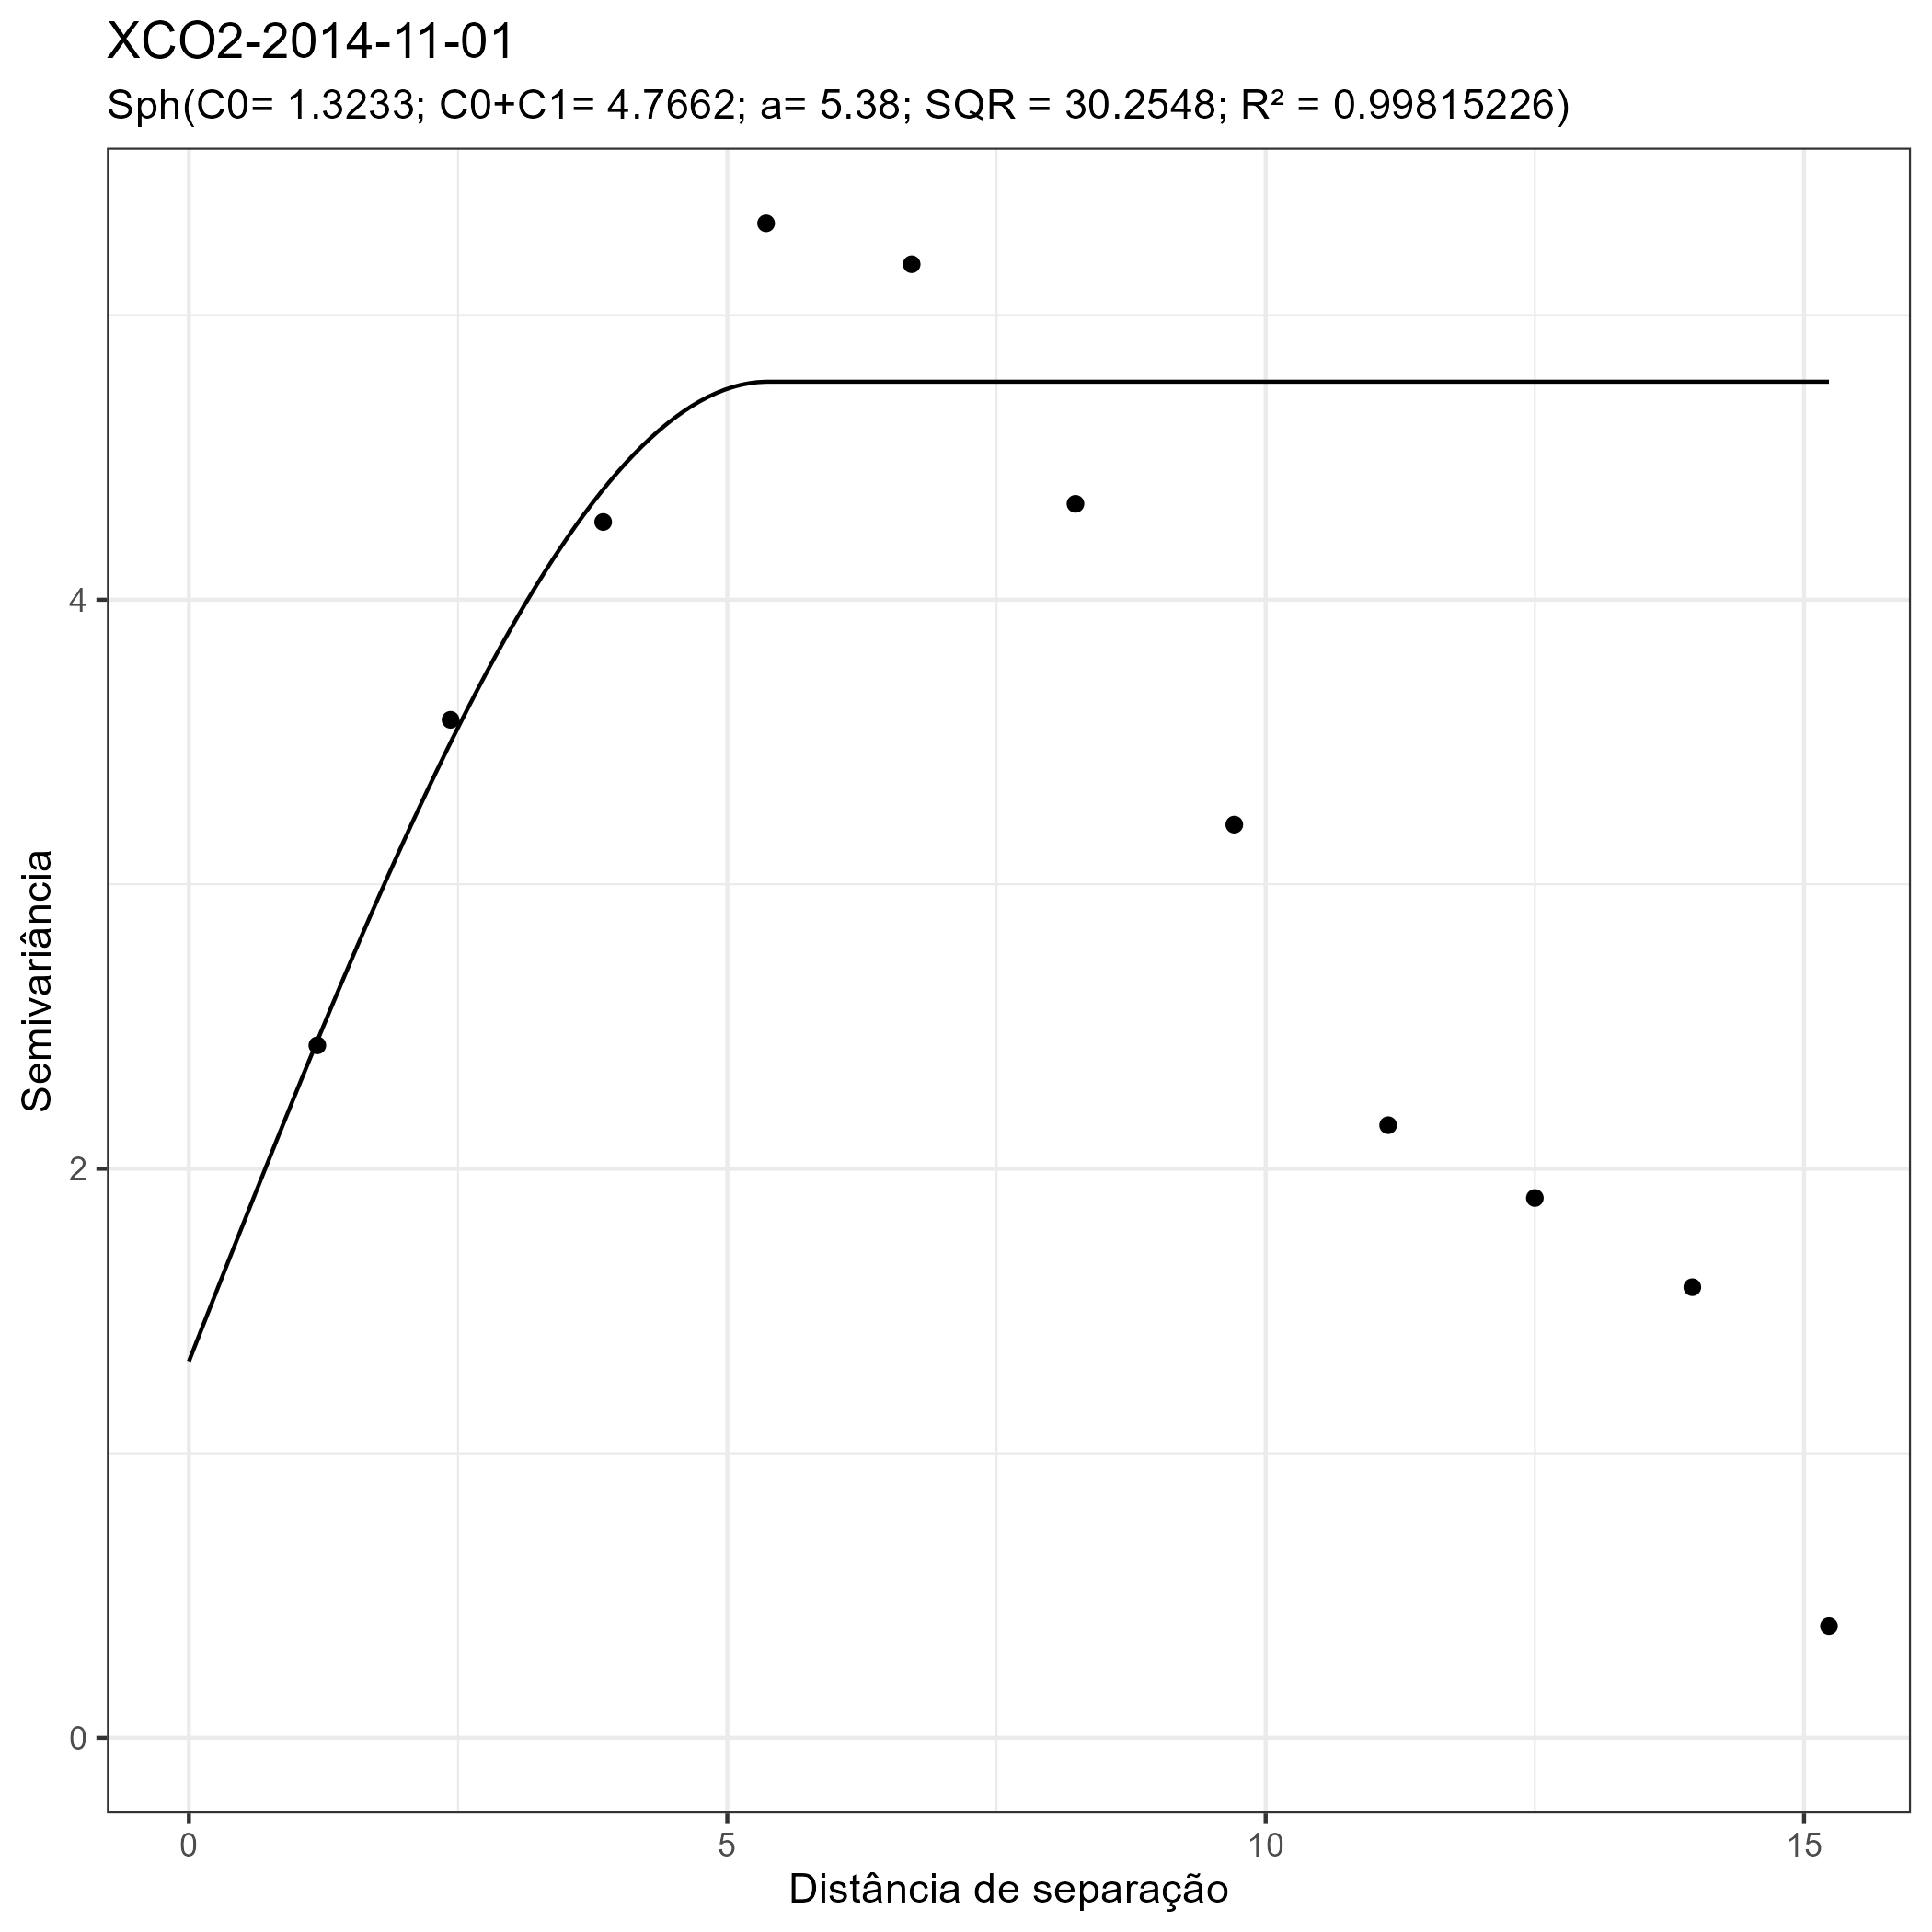 XCO2-2014-11-01
Sph(C0= 1.3233; C0+C1= 4.7662; a= 5.38; SQR = 30.2548; R² = 0.99815226)
Semivariância
4
2
0
0
5
10
15
Distância de separação